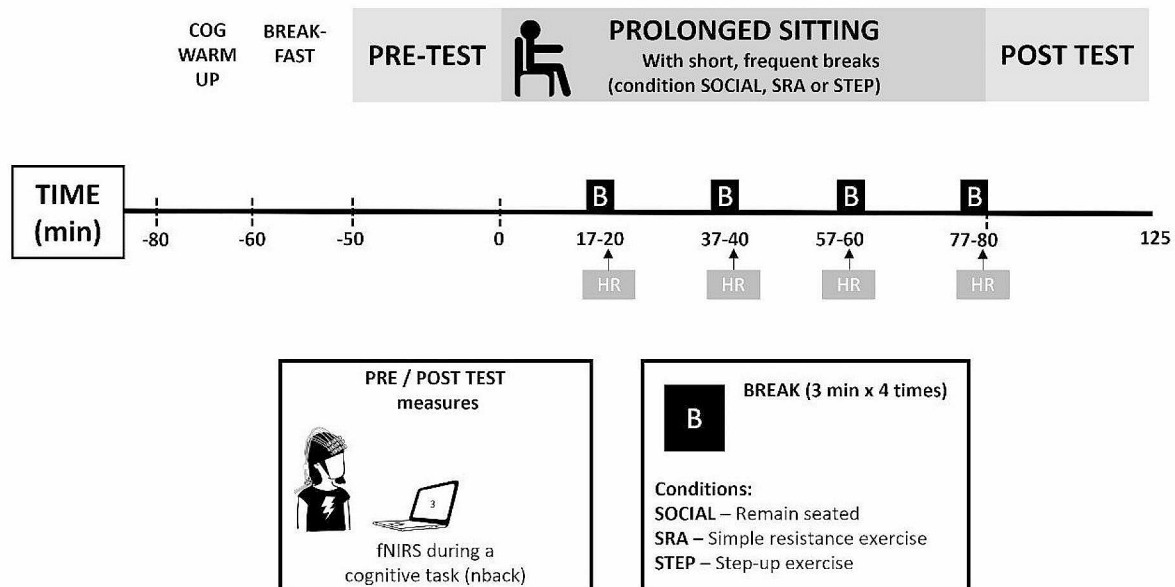 COG
WARM
UP
BREAK-
FAST
PRE-TEST
PROLONGED SITTING
With short, frequent breaks
(condition SOCIAL, SRA or STEP)
POST TEST
TIME
(min)
B B B B
-80 -60 -50 0 17-20 37-40 57-60 77-80 125
HR HR HR HR
PRE / POST TEST
measures
3
fNIRS during a
cognitive task (nback)
B
BREAK (3 min x 4 times)
Conditions:
SOCIAL – Remain seated
SRA – Simple resistance exercise
STEP – Step-up exercise